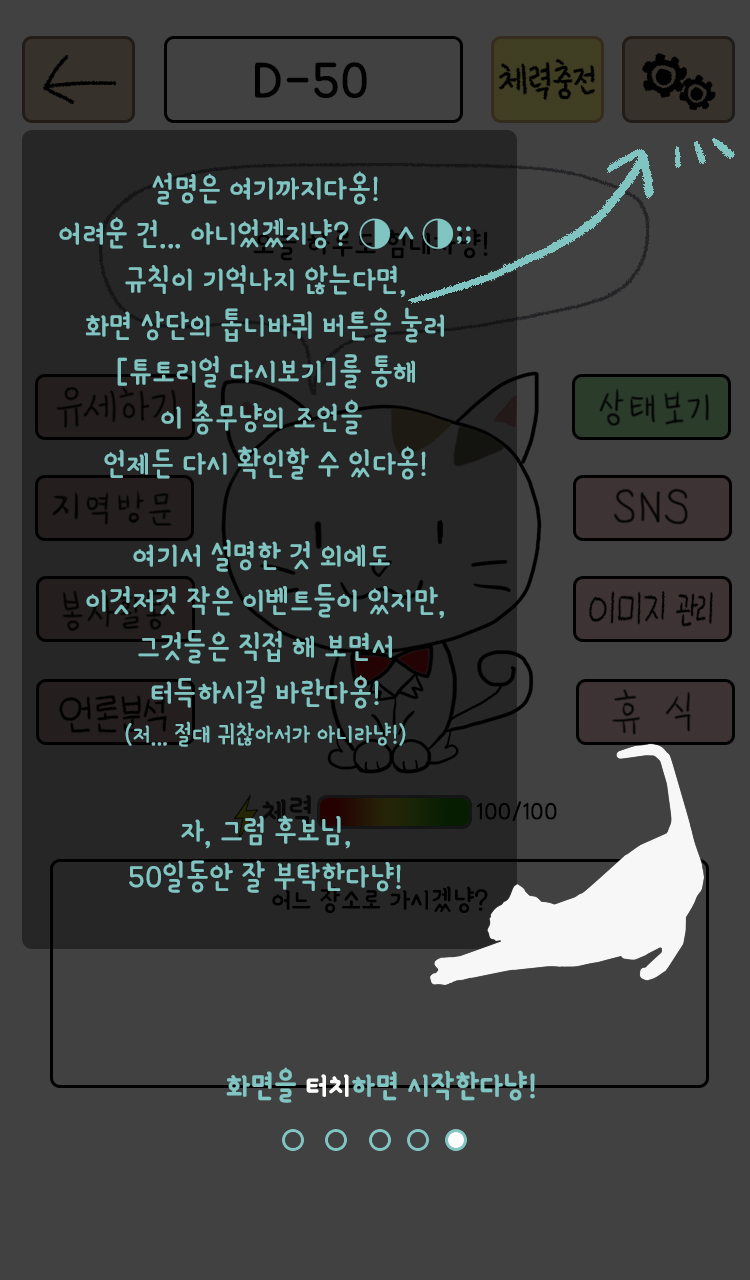 D-50
체력충전
설명은 여기까지다옹!
어려운 건... 아니었겠지냥? ◑^◑;;
오늘 하루도 힘내라냥!
규칙이 기억나지 않는다면,
화면 상단의 톱니바퀴 버튼을 눌러
[튜토리얼 다시보기]를 통해
이 총무냥의 조언을
언제든 다시 확인할 수 있다옹!
유세하기
상태보기
지역방문
SNS
여기서 설명한 것 외에도
이것저것 작은 이벤트들이 있지만,
그것들은 직접 해 보면서
터득하시길 바란다옹!
(저... 절대 귀찮아서가 아니라냥!)
봉사활동
이미지 관리
언론분석
휴 식
체력
100/100
자, 그럼 후보님,
50일동안 잘 부탁한다냥!
어느 장소로 가시겠냥?
화면을 터치하면 시작한다냥!